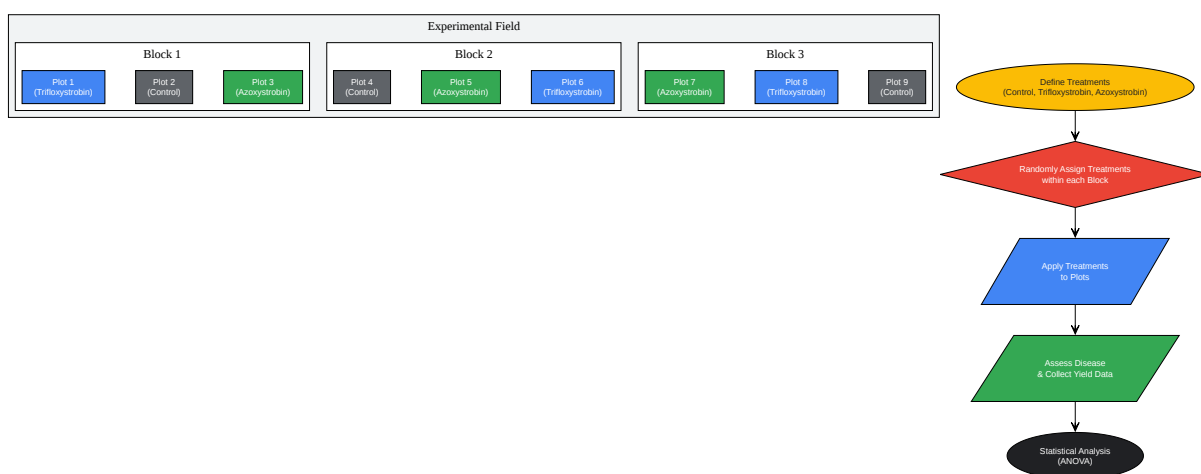 Experimental Field
Block 1
Plot 1
(Trifloxystrobin)
Plot 2
(Control)
Plot 3
(Azoxystrobin)
Block 2
Plot 4
(Control)
Plot 5
(Azoxystrobin)
Plot 6
(Trifloxystrobin)
Block 3
Plot 7
(Azoxystrobin)
Plot 8
(Trifloxystrobin)
Plot 9
(Control)
Define Treatments
(Control, Trifloxystrobin, Azoxystrobin)
Randomly Assign Treatments
within each Block
Apply Treatments
to Plots
Assess Disease
& Collect Yield Data
Statistical Analysis
(ANOVA)